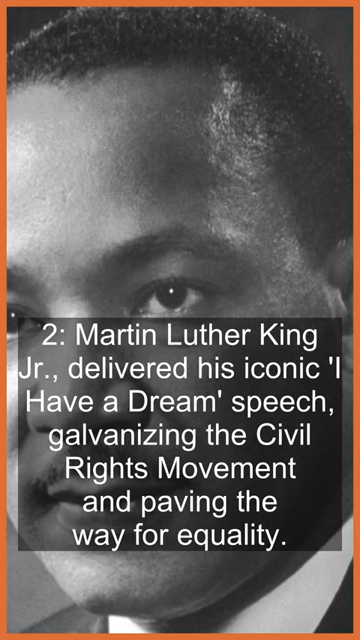 2: Martin Luther King
Jr., delivered his iconic 'I
Have a Dream' speech,
galvanizing the Civil
Rights Movement
and paving the
way for equality.